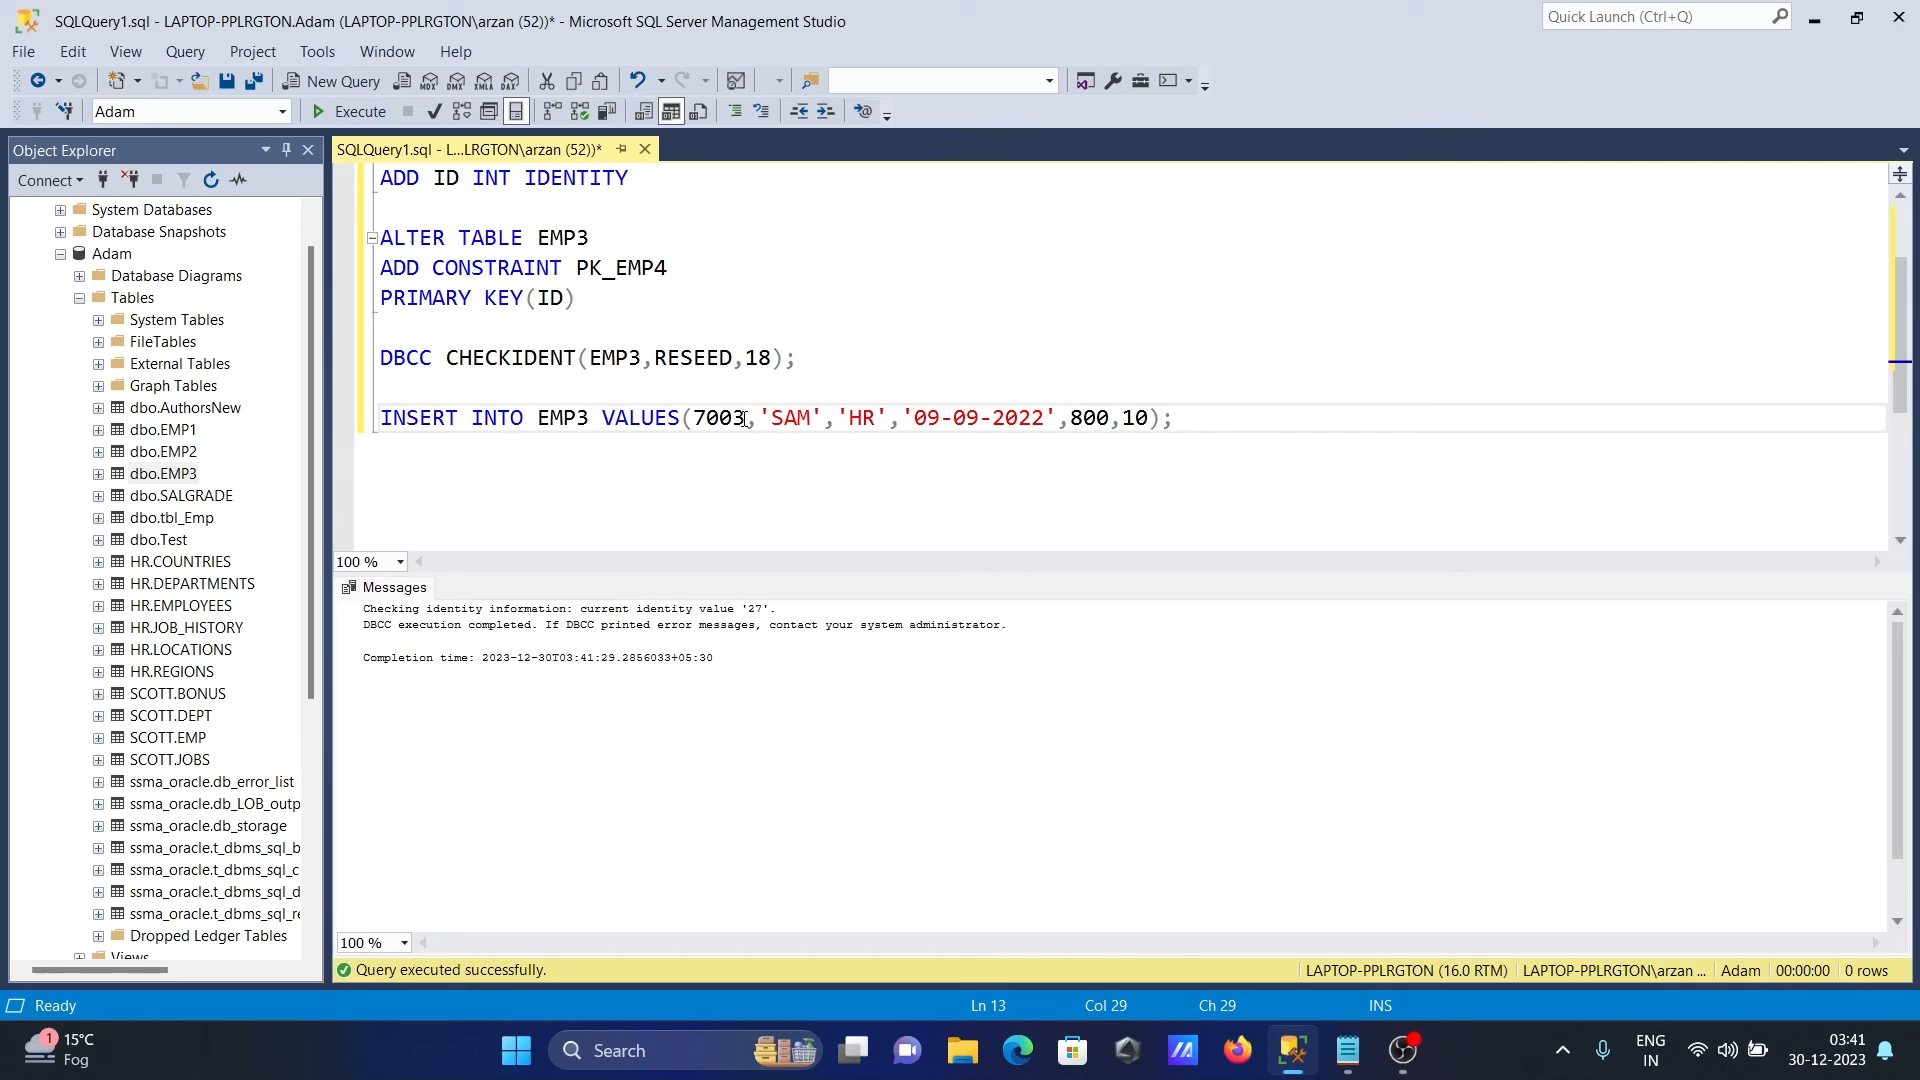 SQLQuery1.sql - LAPTOP-PPLRGTON.Adam (LAPTOP-PPLRGTON\arzan (52))* - Microsoft SQL Server Management Studio
Quick Launch (Ctrl+Q)
File Edit View Query Project Tools Window Help
New Query MDX DMX XMLA DAX
Adam Execute
Object Explorer
SQLQuery1.sql - L...LRGTON\arzan (52))*
Connect
System Databases
Database Snapshots
Adam
Database Diagrams
Tables
System Tables
FileTables
External Tables
Graph Tables
dbo.AuthorsNew
dbo.EMP1
dbo.EMP2
dbo.EMP3
dbo.SALGRADE
dbo.tbl_Emp
dbo.Test
HR.COUNTRIES
HR.DEPARTMENTS
HR.EMPLOYEES
HR.JOB_HISTORY
HR.LOCATIONS
HR.REGIONS
SCOTT.BONUS
SCOTT.DEPT
SCOTT.EMP
SCOTT.JOBS
ssma_oracle.db_error_list
ssma_oracle.db_LOB_outp
ssma_oracle.db_storage
ssma_oracle.t_dbms_sql_b
ssma_oracle.t_dbms_sql_c
ssma_oracle.t_dbms_sql_d
ssma_oracle.t_dbms_sql_re
Dropped Ledger Tables
Views
ADD ID INT IDENTITY
ALTER TABLE EMP3
ADD CONSTRAINT PK_EMP4
PRIMARY KEY(ID)
DBCC CHECKIDENT(EMP3,RESEED,18);
INSERT INTO EMP3 VALUES(7003,'SAM','HR','09-09-2022',800,10);
100 %
Messages
Checking identity information: current identity value '27'.
DBCC execution completed. If DBCC printed error messages, contact your system administrator.
Completion time: 2023-12-30T03:41:29.2856033+05:30
100 %
Query executed successfully. LAPTOP-PPLRGTON (16.0 RTM) LAPTOP-PPLRGTON\arzan ... Adam 00:00:00 0 rows
Ready Ln 13 Col 29 Ch 29 INS
1
15°C
Fog
Search
ENG
IN
03:41
30-12-2023